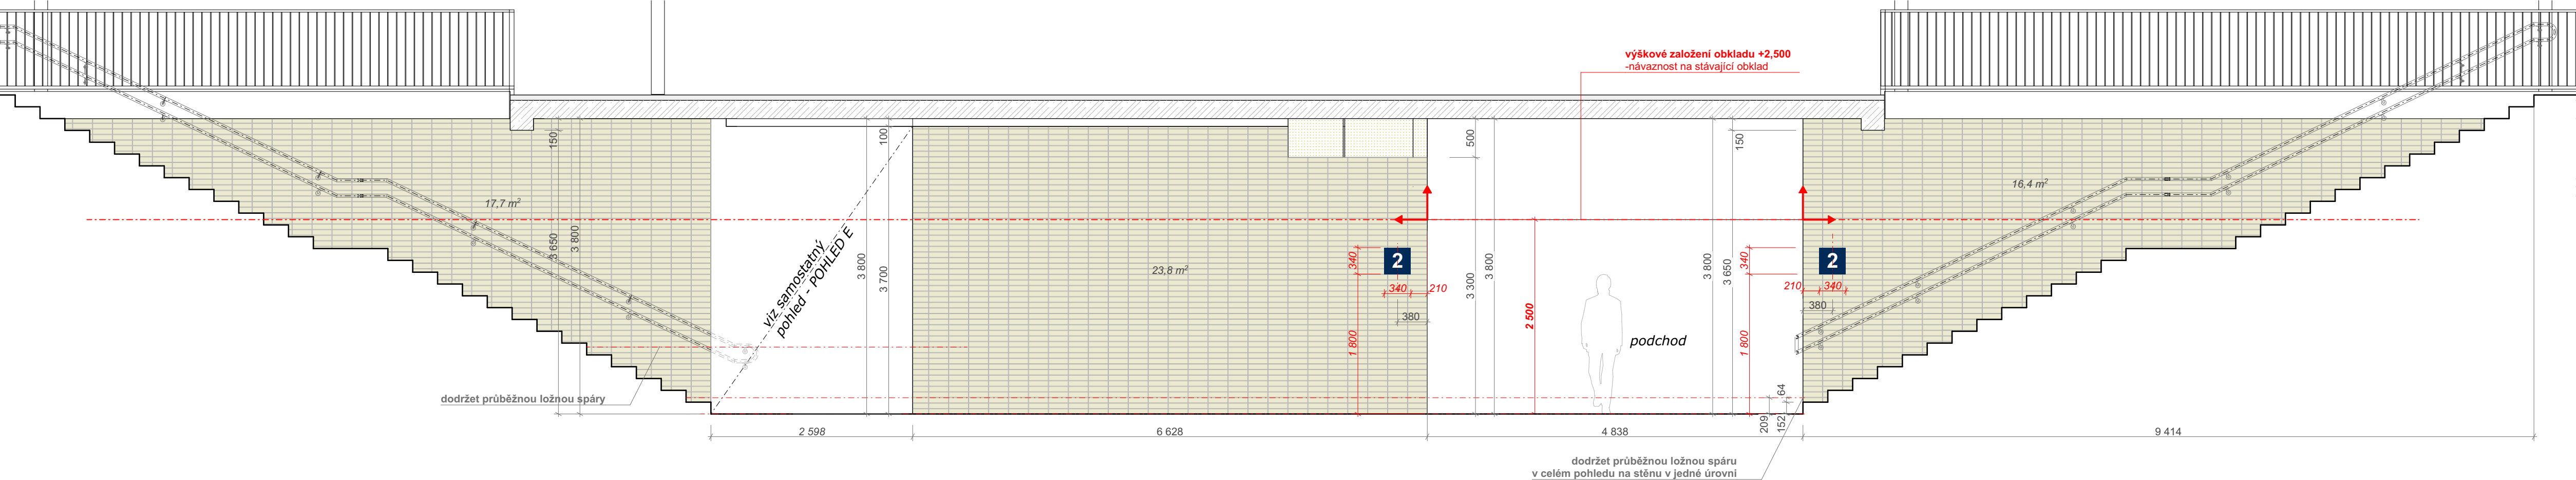 výškové založení obkladu +2,500
-návaznost na stávající obklad
150
3 650
3 800
17,7 m²
3 800
100
3 700
viz samostatný
pohled - POHLED E
23,8 m²
340
2
340
210
380
1 800
500
3 300
3 800
2 500
podchod
3 800
150
3 650
340
2
210
340
380
1 800
16,4 m²
64
209
152
dodržet průběžnou ložnou spáry
2 598
6 628
4 838
9 414
dodržet průběžnou ložnou spáru
v celém pohledu na stěnu v jedné úrovni